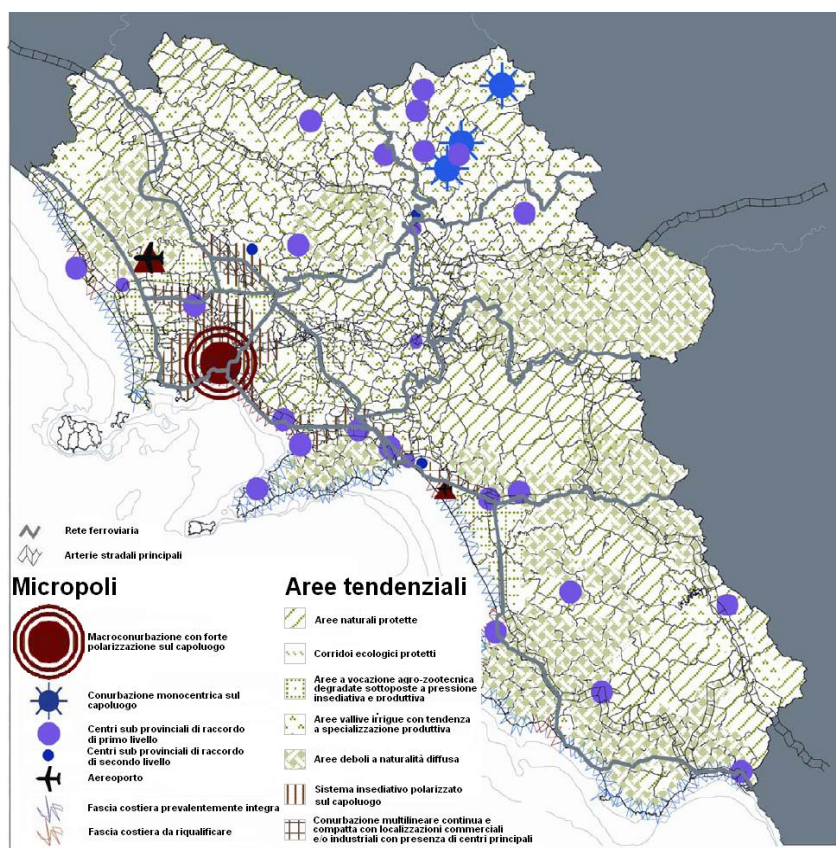 Rete ferroviaria
Arterie stradali principali
Micropoli
Macroconurbazione con forte
polarizzazione sul capoluogo
Conurbazione monocentrica sul
capoluogo
Centri sub provinciali di raccordo
di primo livello
Centri sub provinciali di raccordo
di secondo livello
Aereoporto
Fascia costiera prevalentemente integra
Fascia costiera da riqualificare
Aree tendenziali
Aree naturali protette
Corridoi ecologici protetti
Aree a vocazione agro-zootecnica
degradate sottoposte a pressione
insediativa e produttiva
Aree vallive irrigue con tendenza
a specializzazione produttiva
Aree deboli a naturalità diffusa
Sistema insediativo polarizzato
sul capoluogo
Conurbazione multilineare continua e
compatta con localizzazioni commerciali
e/o industriali con presenza di centri principali